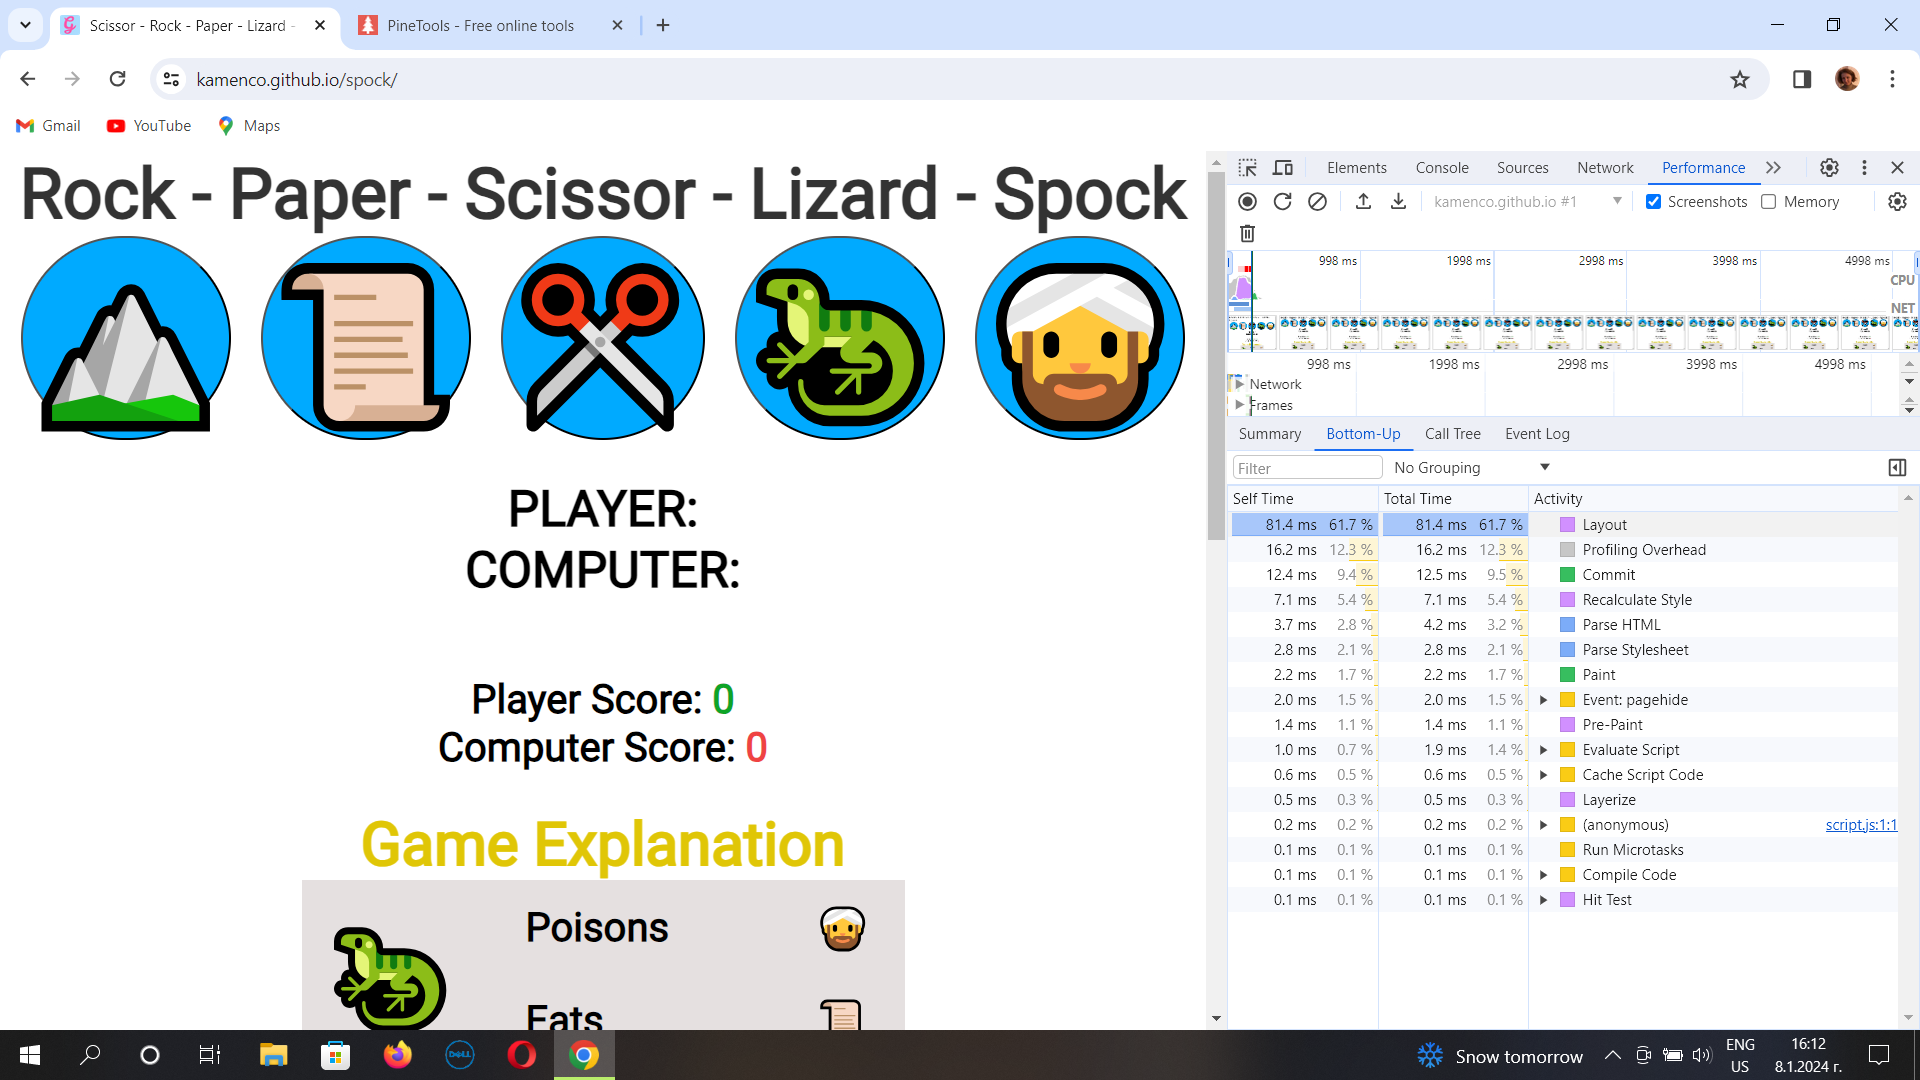 Scissor - Rock - Paper - Lizard -
PineTools - Free online tools
kamenco.github.io/spock/
Gmail YouTube Maps
Rock - Paper - Scissor - Lizard - Spock
PLAYER:
COMPUTER:
Player Score: 0
Computer Score: 0
Game Explanation
Poisons
Eats
Elements Console Sources Network Performance
kamenco.github.io #1 Screenshots Memory
998 ms 1998 ms 2998 ms 3998 ms 4998 ms
CPU
NET
998 ms 1998 ms 2998 ms 3998 ms 4998 ms
Network
Frames
Summary Bottom-Up Call Tree Event Log
Filter No Grouping
Self Time Total Time Activity
81.4 ms 61.7 % 81.4 ms 61.7 % Layout
16.2 ms 12.3 % 16.2 ms 12.3 % Profiling Overhead
12.4 ms 9.4 % 12.5 ms 9.5 % Commit
7.1 ms 5.4 % 7.1 ms 5.4 % Recalculate Style
3.7 ms 2.8 % 4.2 ms 3.2 % Parse HTML
2.8 ms 2.1 % 2.8 ms 2.1 % Parse Stylesheet
2.2 ms 1.7 % 2.2 ms 1.7 % Paint
2.0 ms 1.5 % 2.0 ms 1.5 % Event: pagehide
1.4 ms 1.1 % 1.4 ms 1.1 % Pre-Paint
1.0 ms 0.7 % 1.9 ms 1.4 % Evaluate Script
0.6 ms 0.5 % 0.6 ms 0.5 % Cache Script Code
0.5 ms 0.3 % 0.5 ms 0.3 % Layerize
0.2 ms 0.2 % 0.2 ms 0.2 % (anonymous) script.js:1:1
0.1 ms 0.1 % 0.1 ms 0.1 % Run Microtasks
0.1 ms 0.1 % 0.1 ms 0.1 % Compile Code
0.1 ms 0.1 % 0.1 ms 0.1 % Hit Test
DELL
Snow tomorrow
ENG
US
16:12
8.1.2024 г.